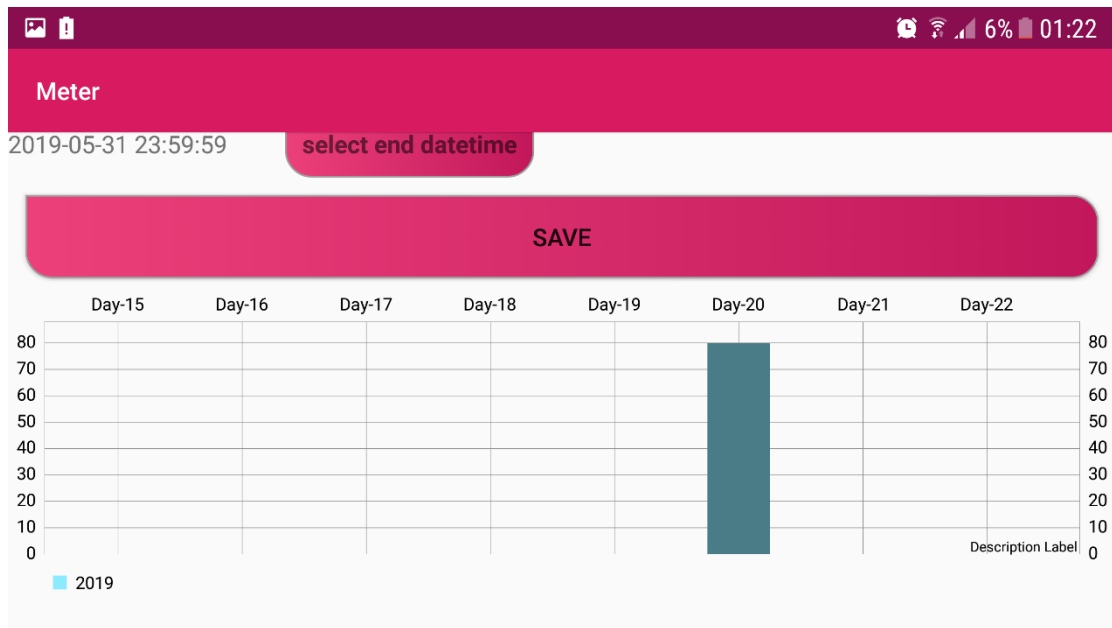 6% 01:22
Meter
2019-05-31 23:59:59 select end datetime
SAVE
Day-15 Day-16 Day-17 Day-18 Day-19 Day-20 Day-21 Day-22
80 80
70 70
60 60
50 50
40 40
30 30
20 20
10 10
Description Label
0 0
2019